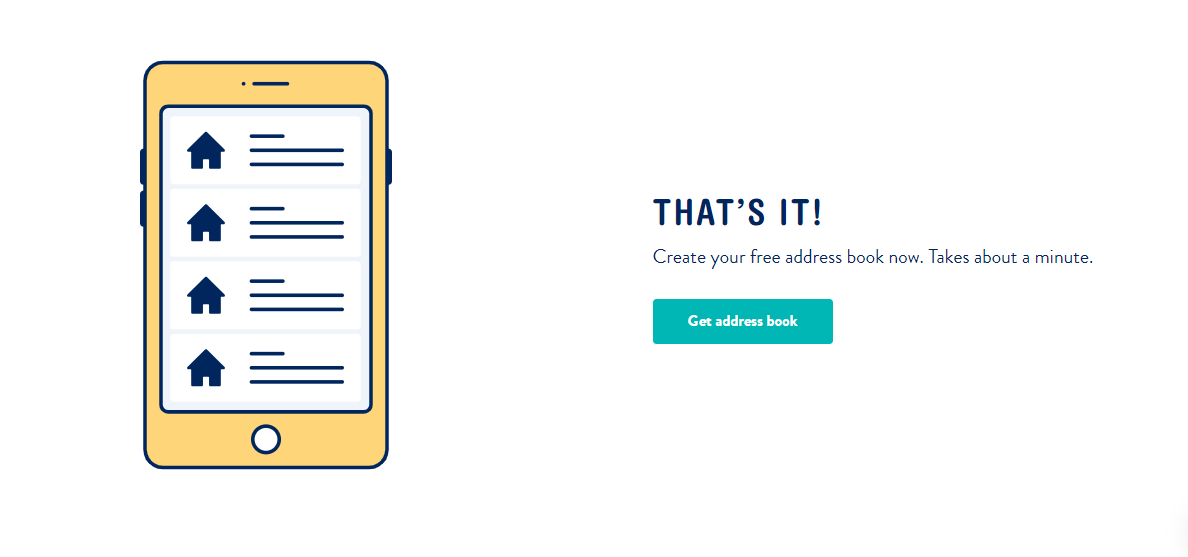 THAT’S IT!
Create your free address book now. Takes about a minute.
Get address book